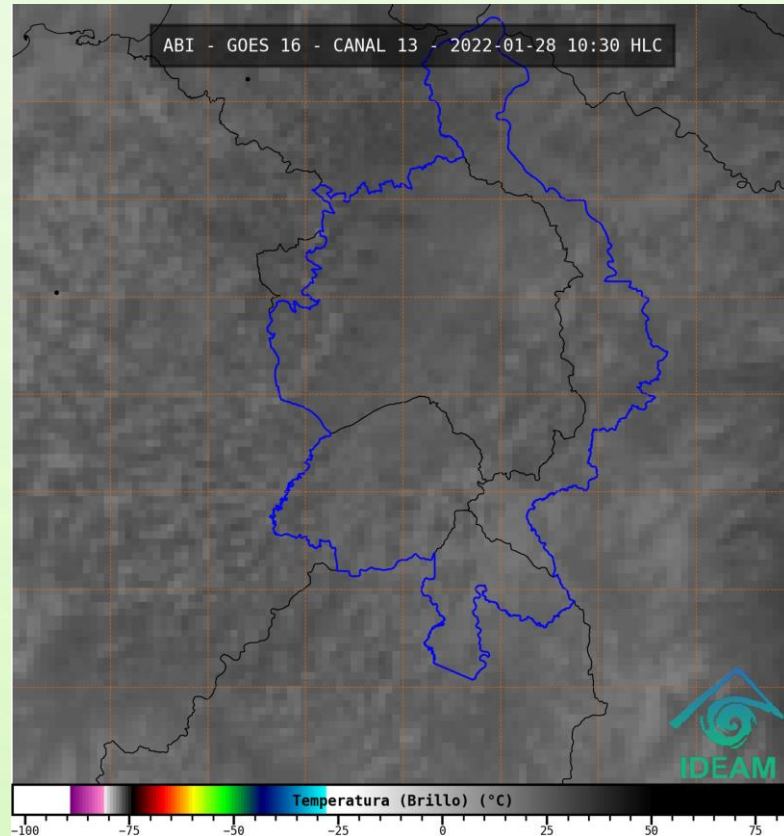 ABI - GOES 16 - CANAL 13 - 2022-01-28 10:30 HLC
IDEAM
Temperatura (Brillo) (°C)
−100 −75 −50 −25 0 25 50 75